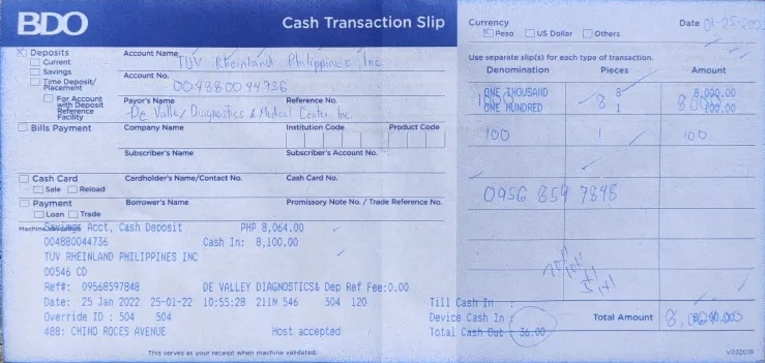 BDO
Cash Transaction Slip
Currency
Peso US Dollar Others
Date 01-25-202
Deposits
Current
Savings
Time Deposit/
Placement
For Account
with Deposit
Reference
Facility
Account Name
TUV Rheinland Philippines Inc
Account No.
Payor's Name Reference No.
De Valley Diagnostics & Medical Center Inc.
Use separate slip(s) for each type of transaction.
Denomination Pieces Amount
ONE THOUSAND 8 8,000.00
ONE HUNDRED 1 100.00
1000 8
100 1 100
0956 859 7848
Bills Payment
Company Name Institution Code Product Code
Subscriber's Name Subscriber's Account No.
Cash Card
Sale Reload
Cardholder's Name/Contact No. Cash Card No.
Payment
Loan Trade
Borrower's Name Promissory Note No. / Trade Reference No.
Savings Acct, Cash Deposit PHP 8,064.00
004880044736 Cash In: 8,100.00
TUV RHEINLAND PHILIPPINES INC
00546 CD
Ref#: 09568597848 DE VALLEY DIAGNOSTICS& Dep Ref Fee:0.00
Date: 25 Jan 2022 25-01-22 10:55:28 211N 546 504 120
Override ID : 504 504
488: CHINO ROCES AVENUE Host accepted
Till Cash In :
Device Cash In :
Total Cash Out : 36.00
Total Amount
This serves as your receipt when machine validated.
V032018